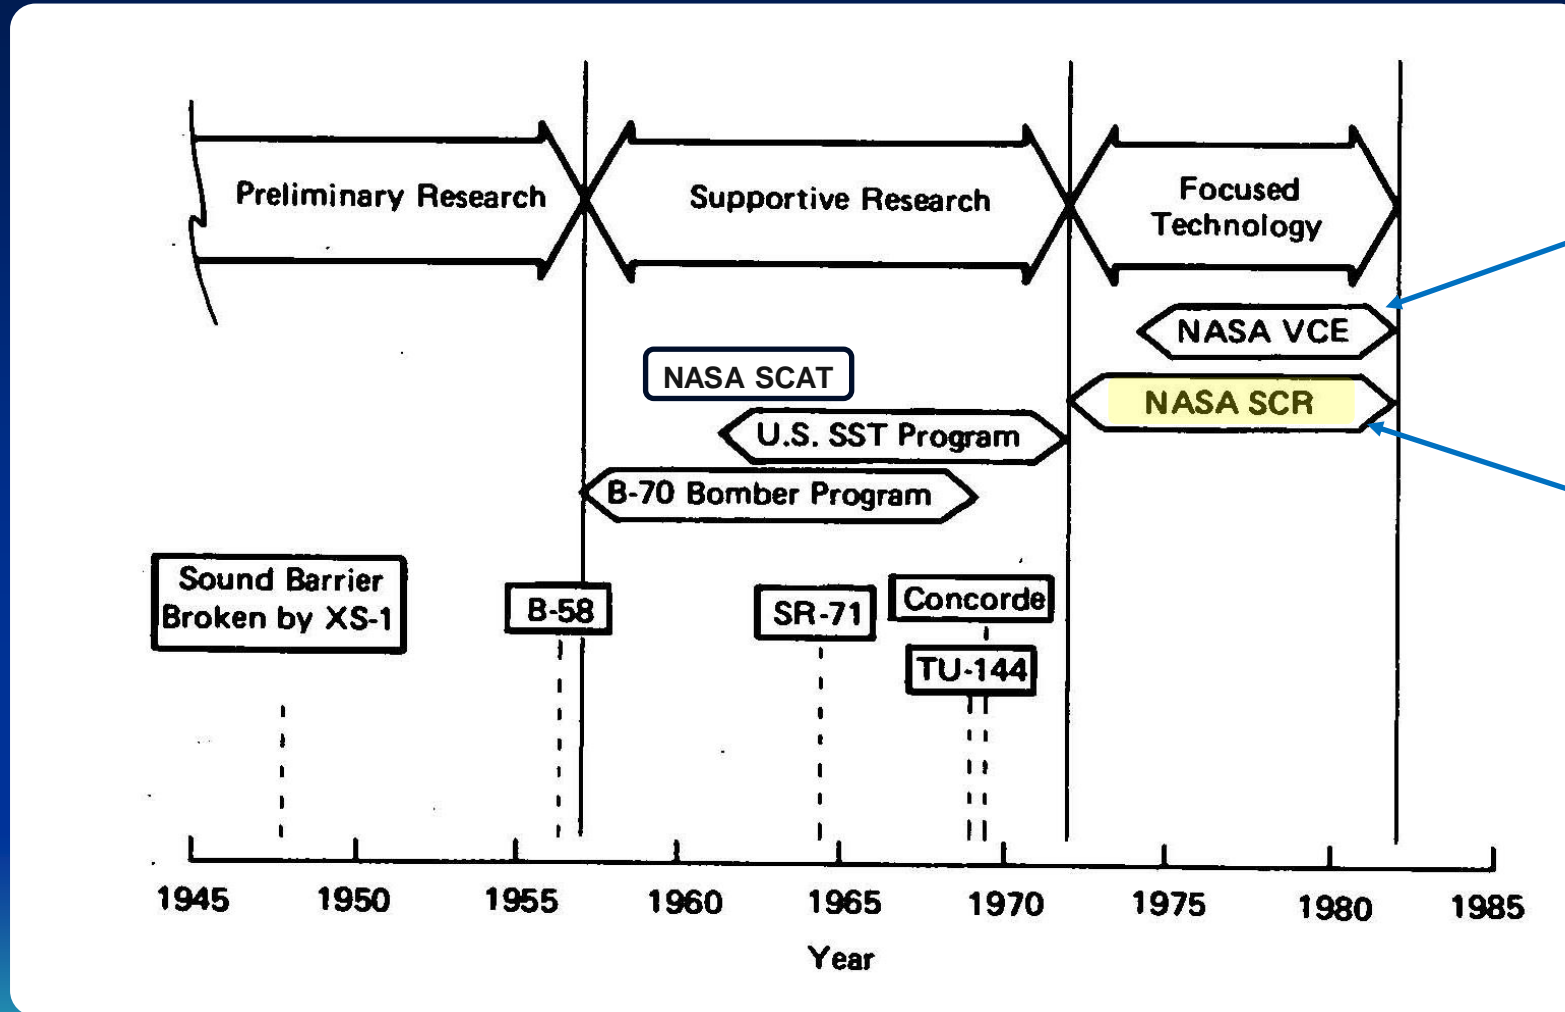 Preliminary Research
Supportive Research
Focused
Technology
NASA VCE
NASA SCAT
NASA SCR
U.S. SST Program
B-70 Bomber Program
Sound Barrier
Broken by XS-1
B-58
SR-71
Concorde
TU-144
1945 1950 1955 1960 1965 1970 1975 1980 1985
Year